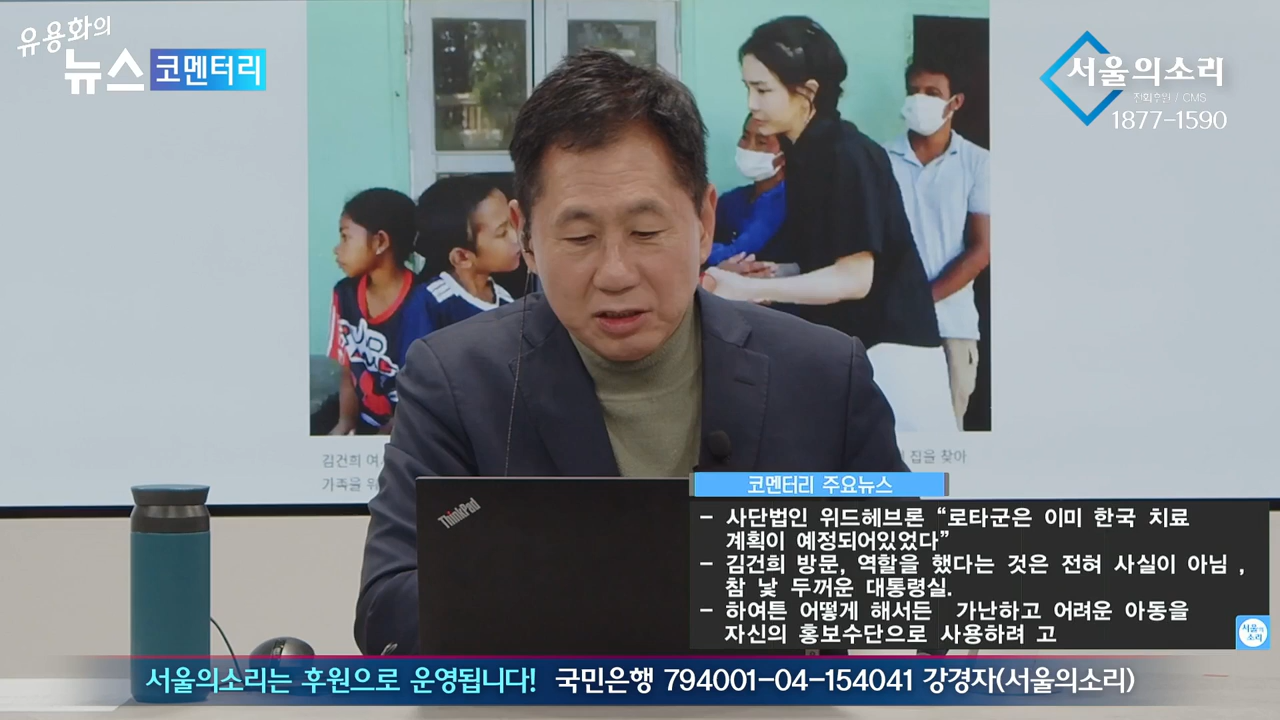 유용화의
뉴스 코멘터리
서울의소리
전화후원 / CMS
1877-1590
김건희 여
집을 찾아
가족을 위
ThinkPad
코멘터리 주요뉴스
- 사단법인 위드헤브론 “로타군은 이미 한국 치료
계획이 예정되어있었다”
- 김건희 방문, 역할을 했다는 것은 전혀 사실이 아님 ,
참 낯 두꺼운 대통령실.
- 하여튼 어떻게 해서든 가난하고 어려운 아동을
자신의 홍보수단으로 사용하려 고
서울의
소리
서울의소리는 후원으로 운영됩니다! 국민은행 794001-04-154041 강경자(서울의소리)